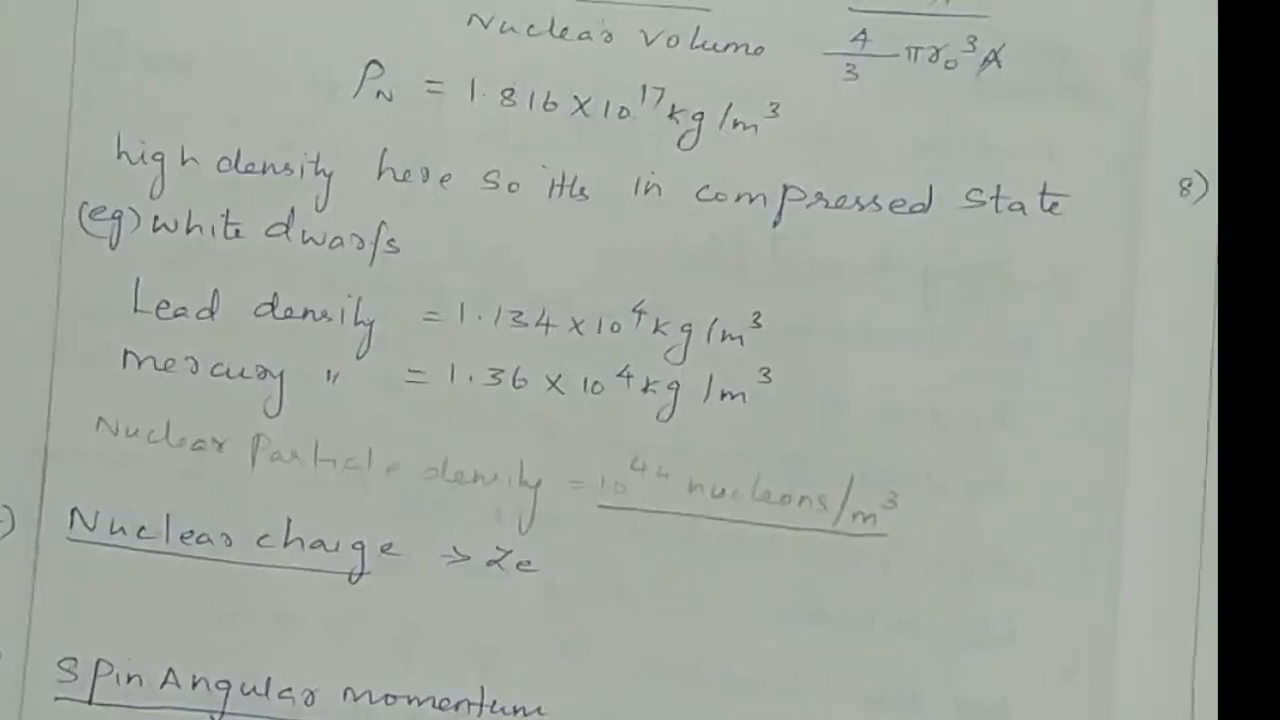 Nuclear volume 4/3 πr₀³A
ρN = 1.816 × 10¹⁷ kg/m³
high density here so its in compressed state
8)
(eg) white dwarfs
Lead density = 1.134 × 10⁴ kg/m³
mercury " = 1.36 × 10⁴ kg/m³
Nuclear Particle density = 10⁴⁴ nucleons/m³
Nuclear charge → Ze
Spin Angular momentum